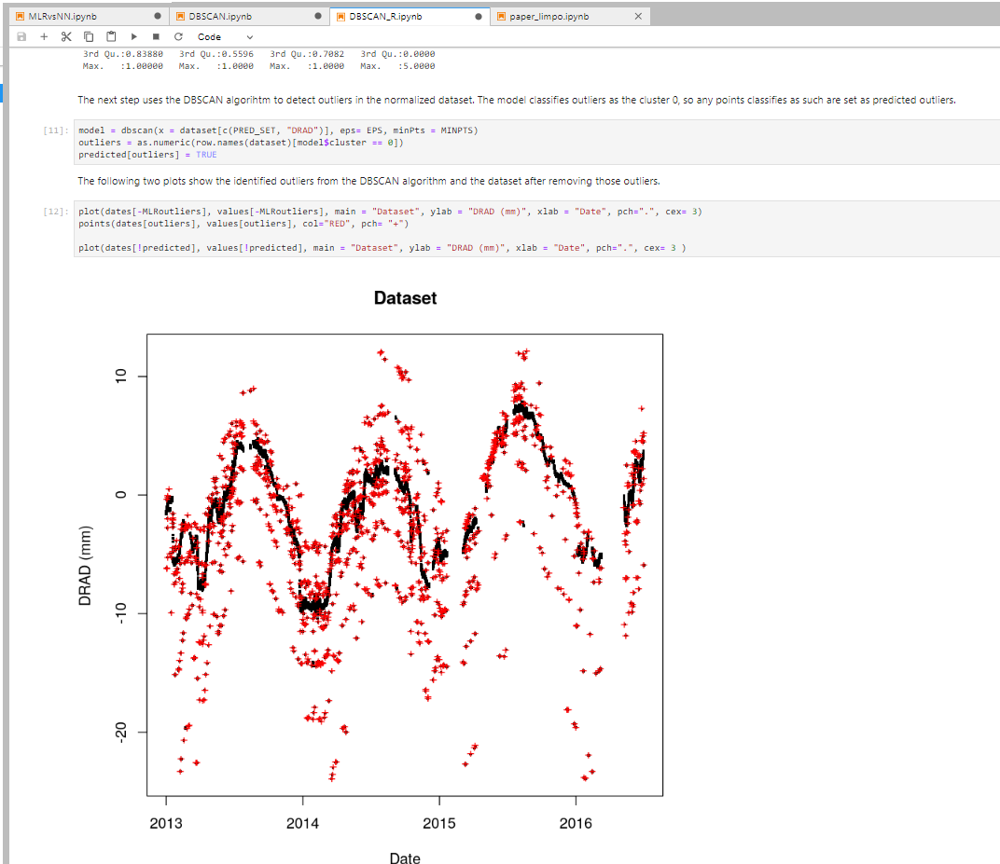 MLRvsNN.ipynb DBSCAN.ipynb DBSCAN_R.ipynb paper_limpo.ipynb
Code
3rd Qu.:0.83880 3rd Qu.:0.5596 3rd Qu.:0.7082 3rd Qu.:0.0000
Max. :1.00000 Max. :1.0000 Max. :1.0000 Max. :5.0000
The next step uses the DBSCAN algorihtm to detect outliers in the normalized dataset. The model classifies outliers as the cluster 0, so any points classifies as such are set as predicted outliers.
[11]: model = dbscan(x = dataset[c(PRED_SET, "DRAD")], eps= EPS, minPts = MINPTS)
outliers = as.numeric(row.names(dataset)[model$cluster == 0])
predicted[outliers] = TRUE
The following two plots show the identified outliers from the DBSCAN algorithm and the dataset after removing those outliers.
[12]: plot(dates[-MLRoutliers], values[-MLRoutliers], main = "Dataset", ylab = "DRAD (mm)", xlab = "Date", pch=".", cex= 3)
points(dates[outliers], values[outliers], col="RED", pch= "+")
plot(dates[!predicted], values[!predicted], main = "Dataset", ylab = "DRAD (mm)", xlab = "Date", pch=".", cex= 3 )
Dataset
10
0
-10
-20
DRAD (mm)
2013 2014 2015 2016
Date